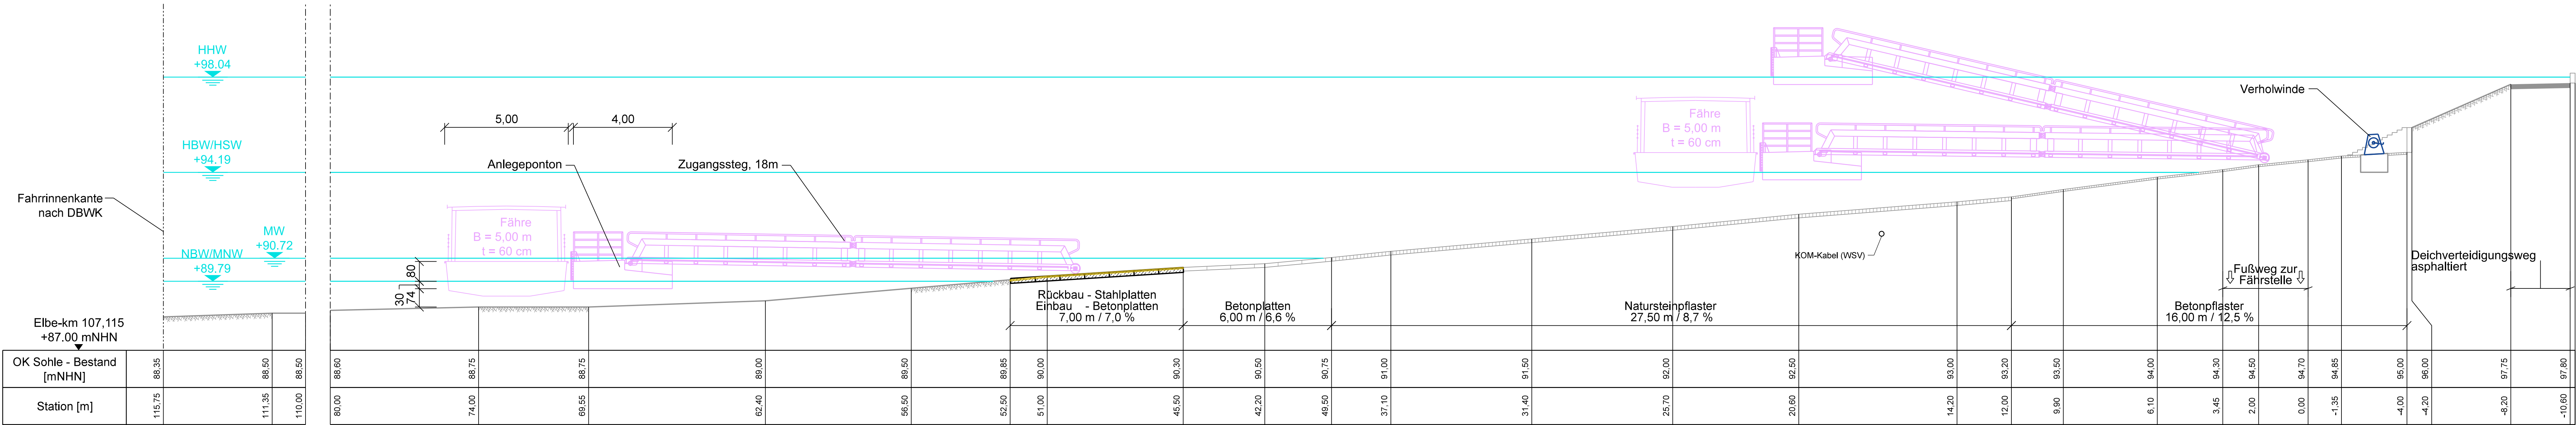 HHW
+98.04
HBW/HSW
+94.19
MW
+90.72
NBW/MNW
+89.79
Fahrrinnenkante
nach DBWK
Elbe-km 107,115
+87.00 mNHN
5,00
4,00
Anlegeponton
Zugangssteg, 18m
Fähre
B = 5,00 m
t = 60 cm
80
30
74
Rückbau - Stahlplatten
Einbau - Betonplatten
7,00 m / 7,0 %
Betonplatten
6,00 m / 6,6 %
Natursteinpflaster
27,50 m / 8,7 %
Betonpflaster
16,00 m / 12,5 %
Fähre
B = 5,00 m
t = 60 cm
KOM-Kabel (WSV)
Verholwinde
Fußweg zur
Fährstelle
Deichverteidigungsweg
asphaltiert
OK Sohle - Bestand
[mNHN]
88,35
88,50
88,50
88,60
88,75
88,75
89,00
89,50
89,85
90,00
90,30
90,50
90,75
91,00
91,50
92,00
92,50
93,00
93,20
93,50
94,00
94,30
94,50
94,70
94,85
95,00
96,00
97,75
97,80
Station [m]
115,75
111,35
110,00
80,00
74,00
69,55
62,40
56,50
52,50
51,00
45,50
42,20
49,50
37,10
31,40
25,70
20,60
14,20
12,00
9,90
6,10
3,45
2,00
0,00
-1,35
-4,00
-4,20
-8,20
-10,60